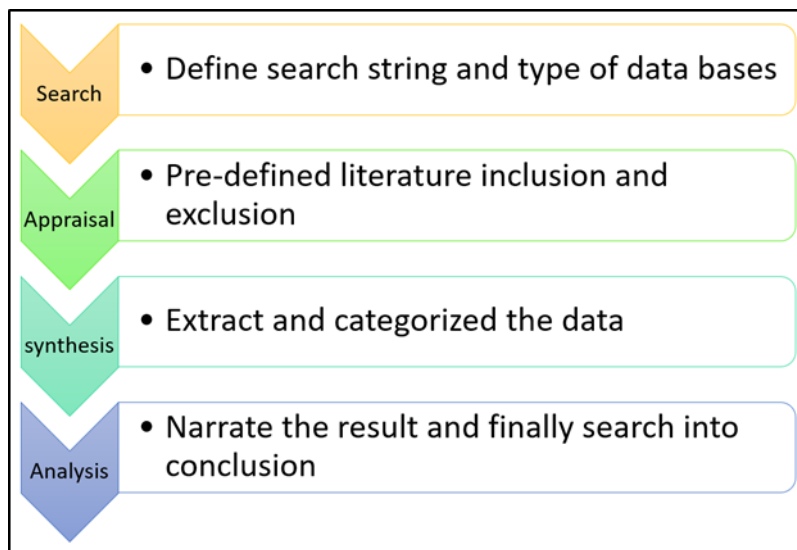 Search
• Define search string and type of data bases
Appraisal
• Pre-defined literature inclusion and
exclusion
synthesis
• Extract and categorized the data
Analysis
• Narrate the result and finally search into
conclusion